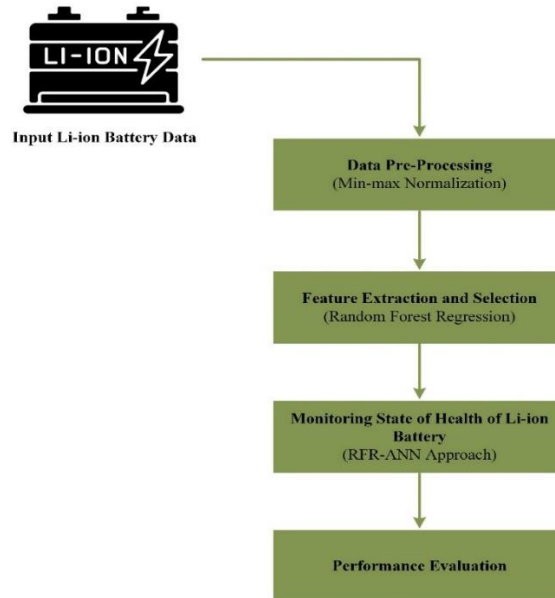 LI-ION
Input Li-ion Battery Data
Data Pre-Processing
(Min-max Normalization)
Feature Extraction and Selection
(Random Forest Regression)
Monitoring State of Health of Li-ion
Battery
(RFR-ANN Approach)
Performance Evaluation